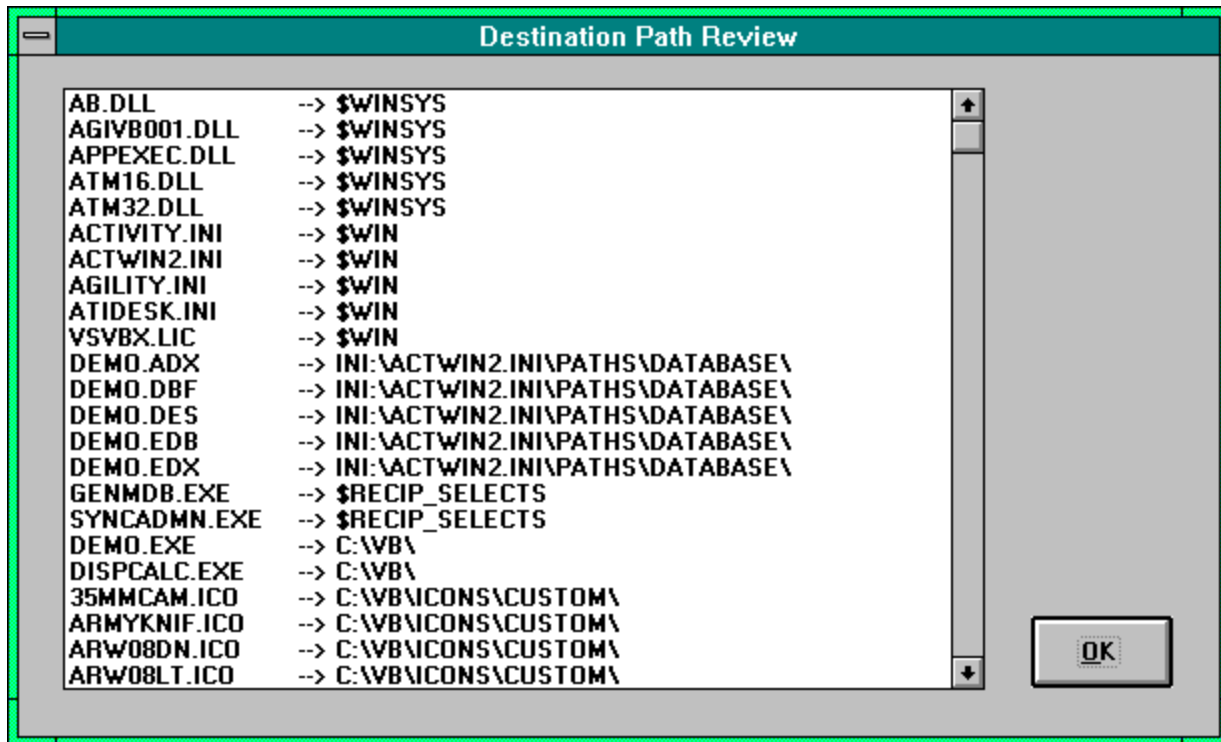 Destination Path Review
AB.DLL --> $WINSYS
AGIVB001.DLL --> $WINSYS
APPEXEC.DLL --> $WINSYS
ATM16.DLL --> $WINSYS
ATM32.DLL --> $WINSYS
ACTIVITY.INI --> $WIN
ACTWIN2.INI --> $WIN
AGILITY.INI --> $WIN
ATIDESK.INI --> $WIN
VSVBX.LIC --> $WIN
DEMO.ADX --> INI:\ACTWIN2.INI\PATHS\DATABASE\
DEMO.DBF --> INI:\ACTWIN2.INI\PATHS\DATABASE\
DEMO.DES --> INI:\ACTWIN2.INI\PATHS\DATABASE\
DEMO.EDB --> INI:\ACTWIN2.INI\PATHS\DATABASE\
DEMO.EDX --> INI:\ACTWIN2.INI\PATHS\DATABASE\
GENMDB.EXE --> $RECIP_SELECTS
SYNCADMN.EXE --> $RECIP_SELECTS
DEMO.EXE --> C:\VB\
DISPCALC.EXE --> C:\VB\
35MMCAM.ICO --> C:\VB\ICONS\CUSTOM\
ARMYKNIF.ICO --> C:\VB\ICONS\CUSTOM\
ARW08DN.ICO --> C:\VB\ICONS\CUSTOM\
ARW08LT.ICO --> C:\VB\ICONS\CUSTOM\
OK